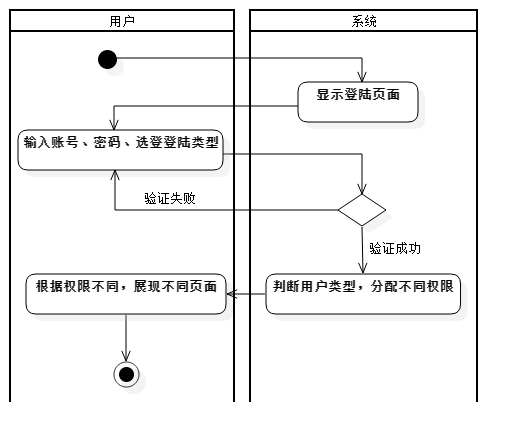 用户
系统
显示登陆页面
输入账号、密码、选登登陆类型
验证失败
验证成功
根据权限不同，展现不同页面
判断用户类型，分配不同权限